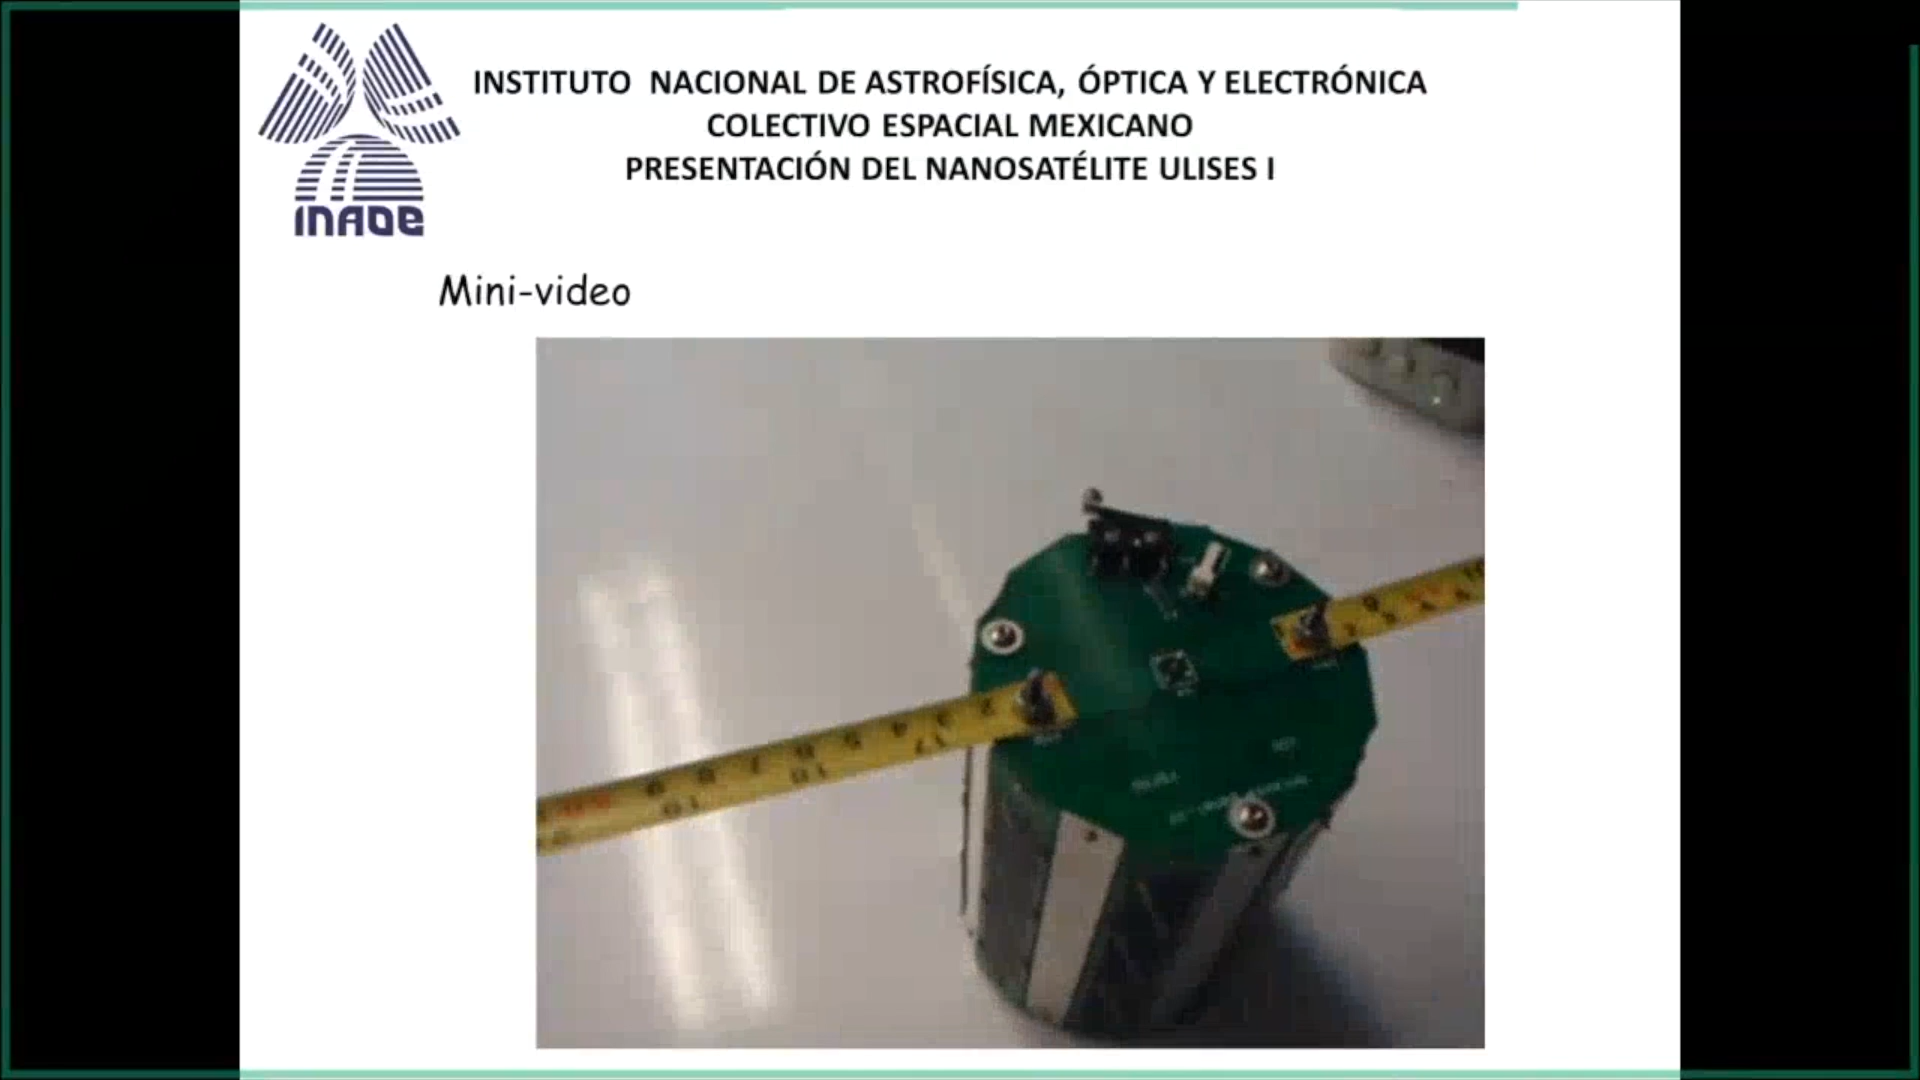 INSTITUTO NACIONAL DE ASTROFÍSICA, ÓPTICA Y ELECTRÓNICA
COLECTIVO ESPACIAL MEXICANO
PRESENTACIÓN DEL NANOSATÉLITE ULISES I
INAOE
Mini-video